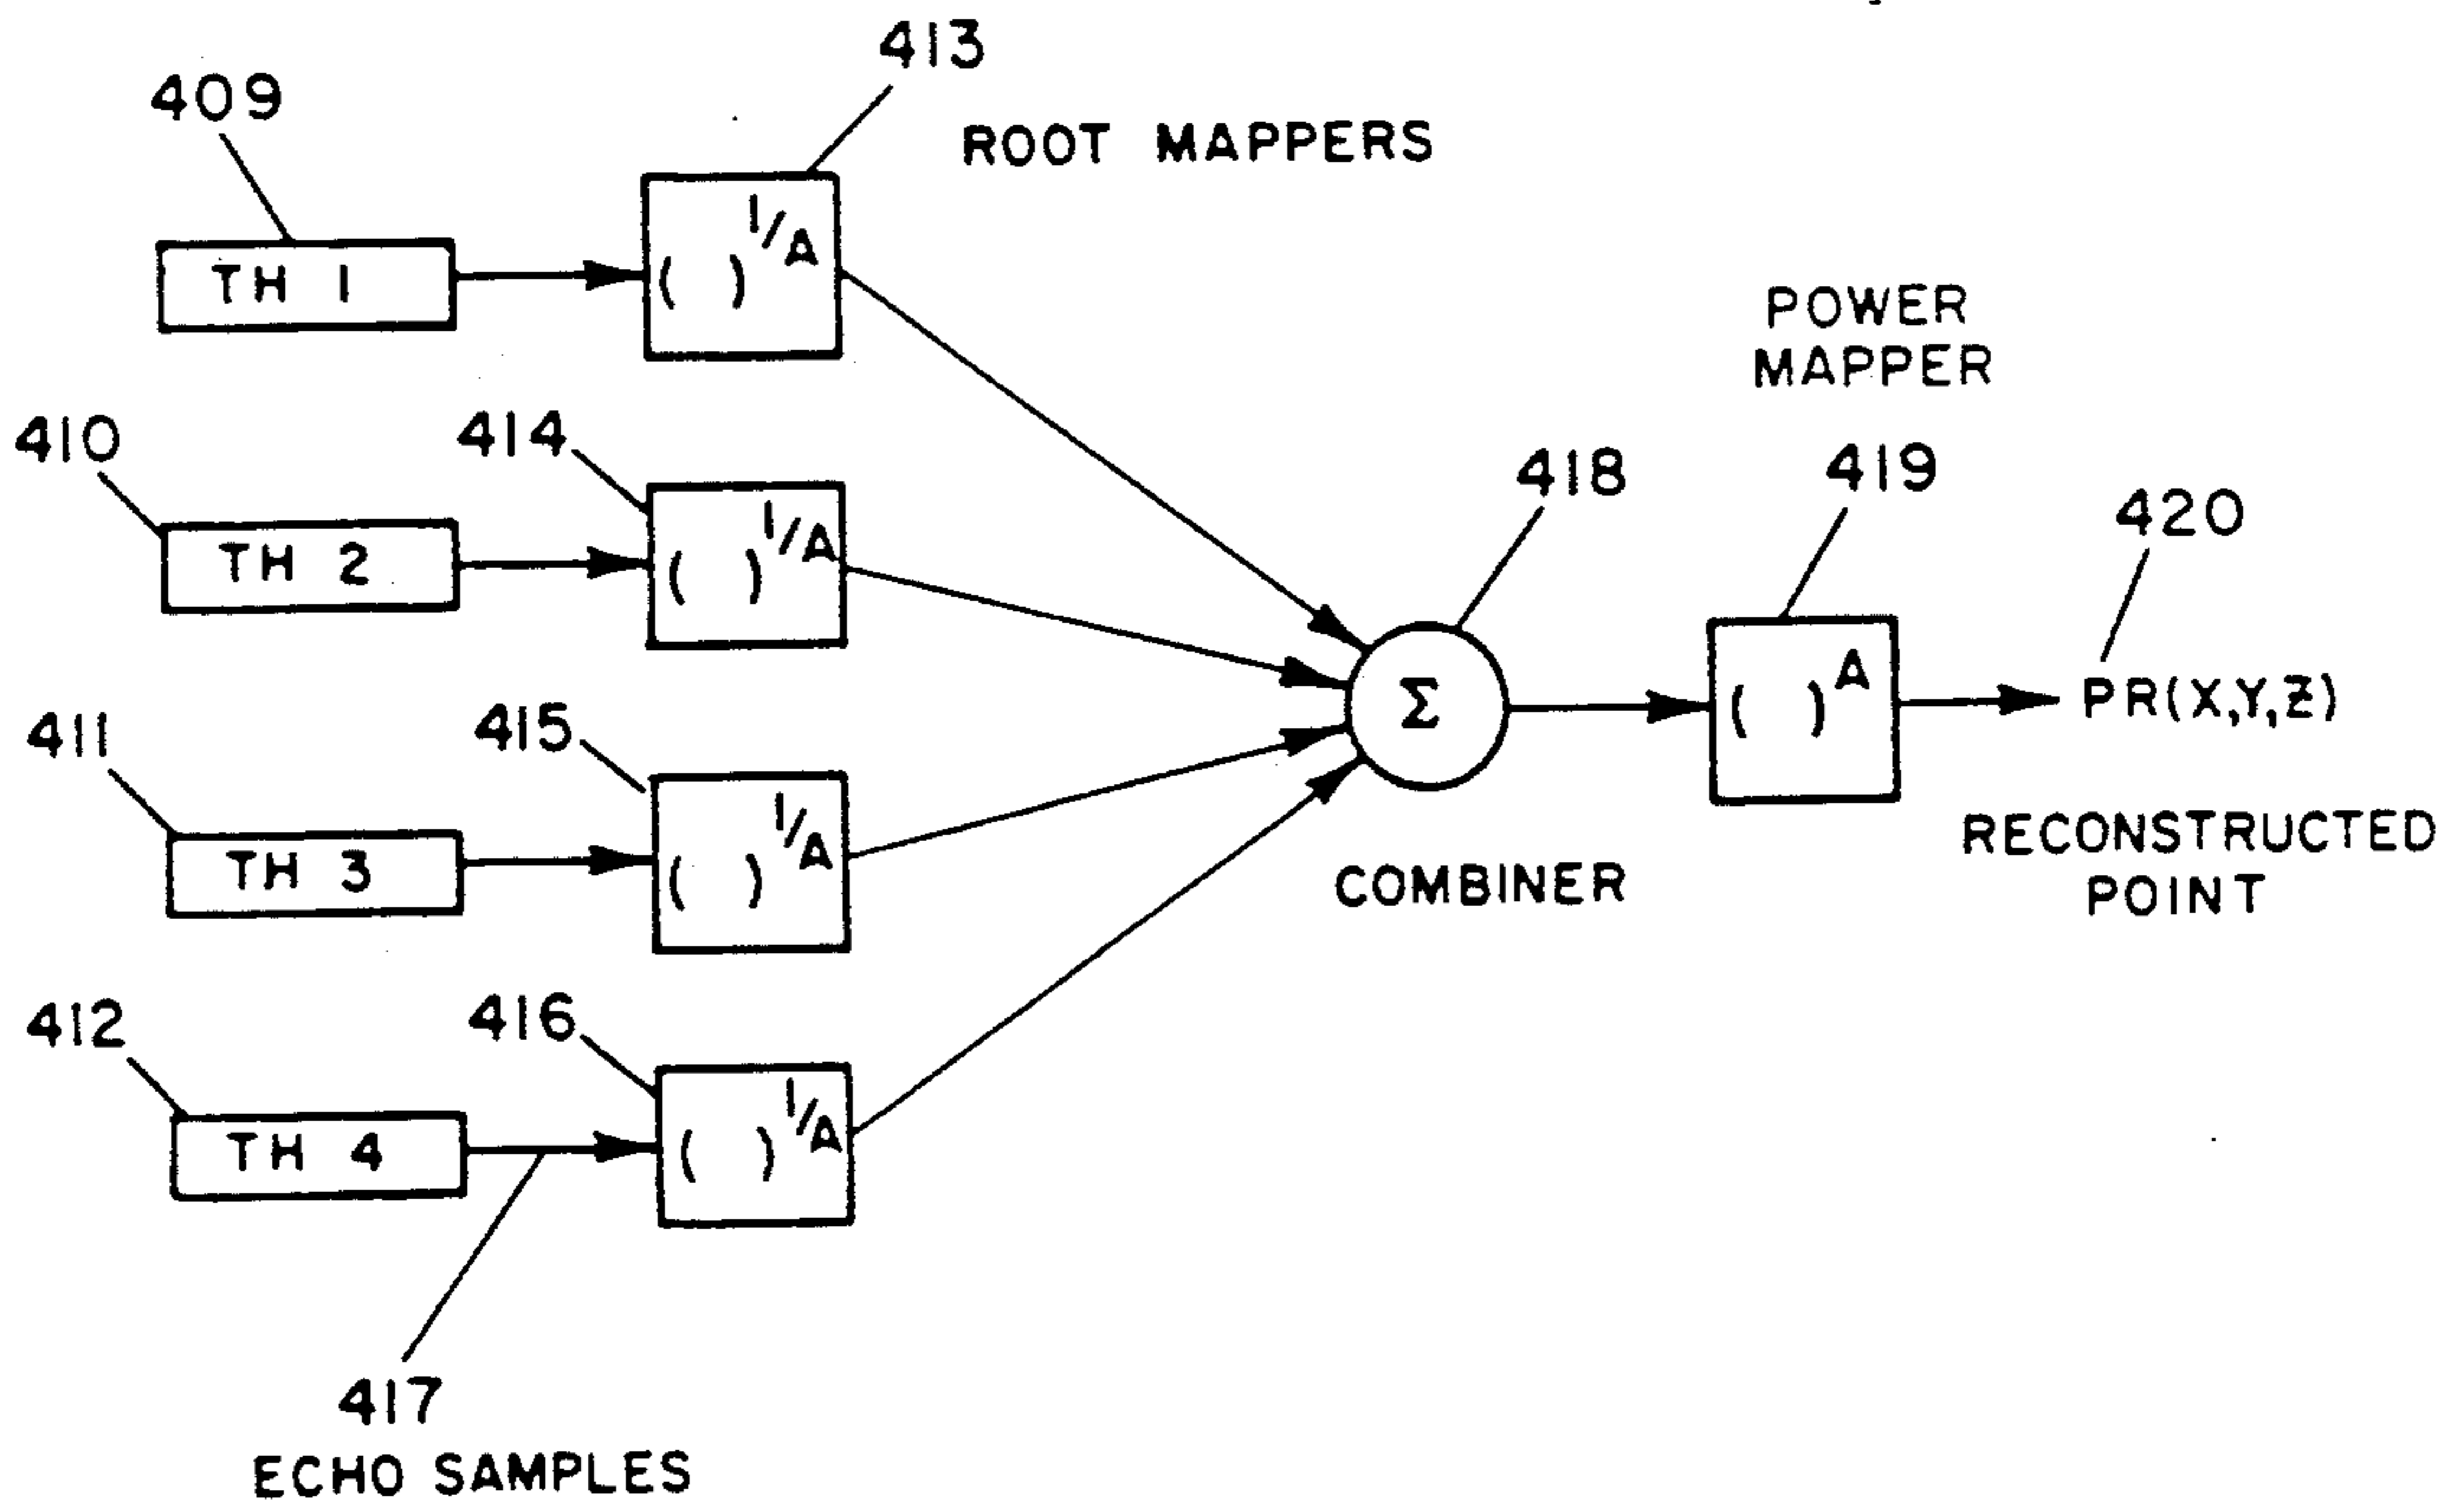 413
409
ROOT MAPPERS
( )1/A
TH 1
POWER
MAPPER
410
414
418
419
420
( )1/A
TH 2
411
415
Σ
( )A
PR(X,Y,Z)
( )1/A
TH 3
RECONSTRUCTED
POINT
COMBINER
412
416
( )1/A
TH 4
417
ECHO SAMPLES